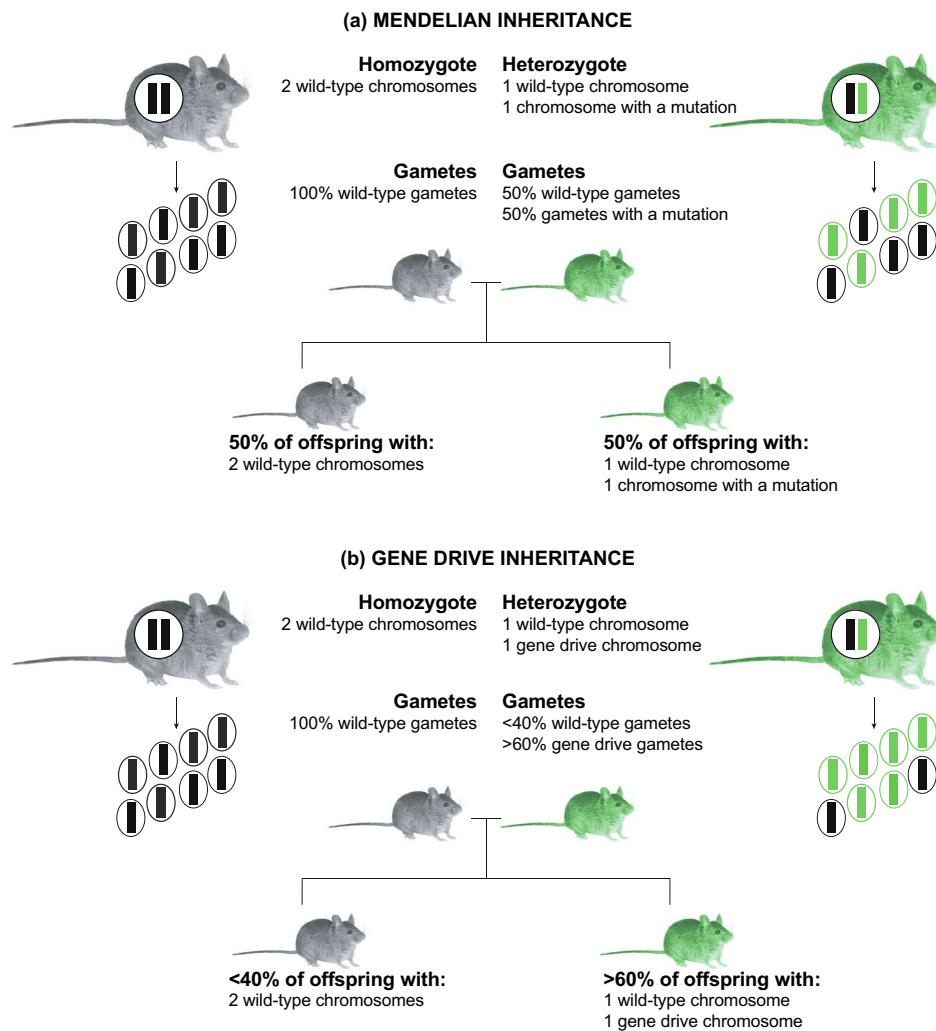 (a) MENDELIAN INHERITANCE
Homozygote
2 wild-type chromosomes
Heterozygote
1 wild-type chromosome
1 chromosome with a mutation
Gametes
100% wild-type gametes
Gametes
50% wild-type gametes
50% gametes with a mutation
50% of offspring with:
2 wild-type chromosomes
50% of offspring with:
1 wild-type chromosome
1 chromosome with a mutation
(b) GENE DRIVE INHERITANCE
Homozygote
2 wild-type chromosomes
Heterozygote
1 wild-type chromosome
1 gene drive chromosome
Gametes
100% wild-type gametes
Gametes
<40% wild-type gametes
>60% gene drive gametes
<40% of offspring with:
2 wild-type chromosomes
>60% of offspring with:
1 wild-type chromosome
1 gene drive chromosome